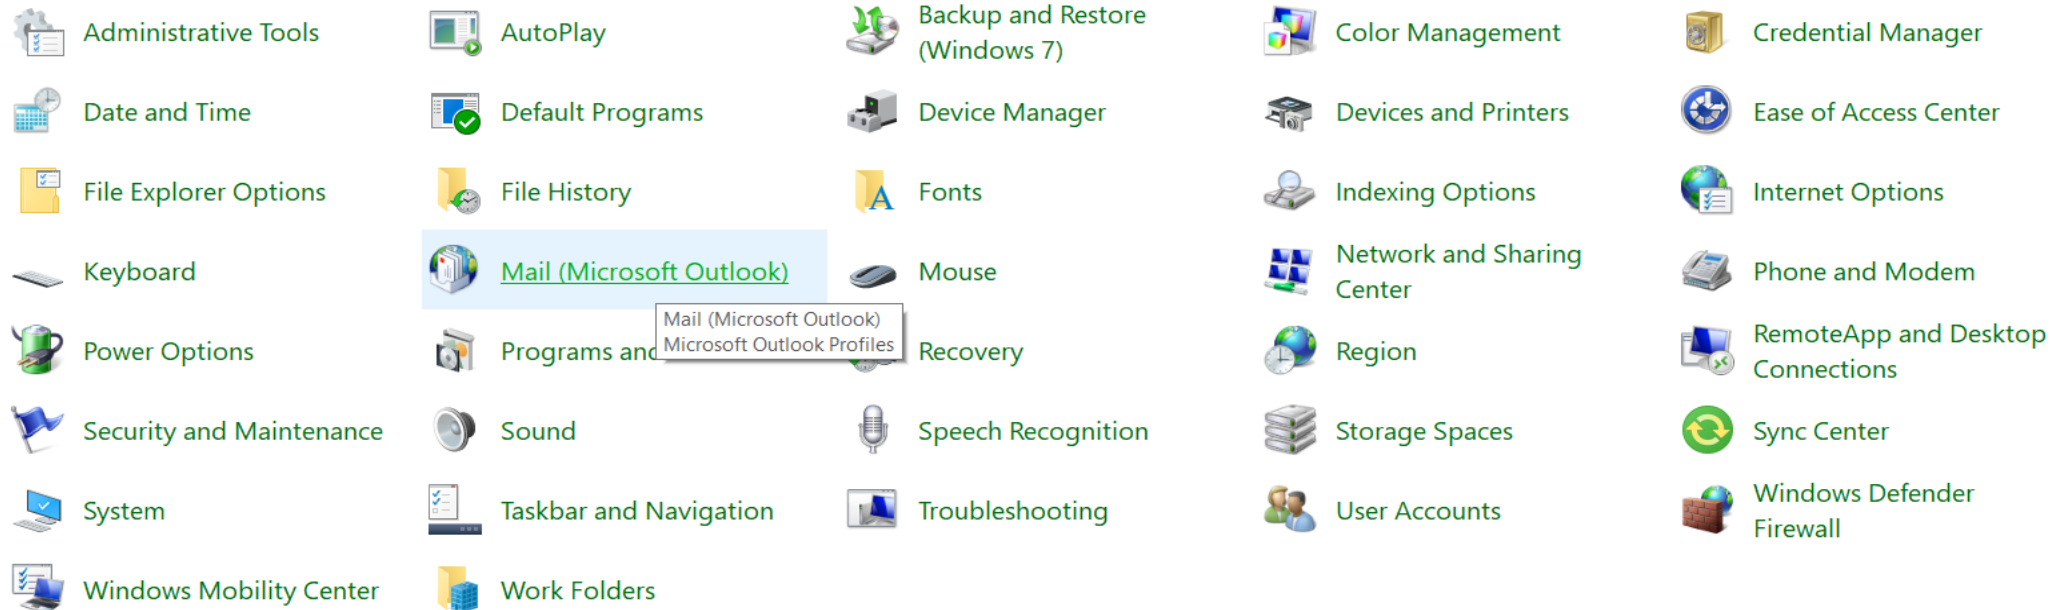 Administrative Tools
AutoPlay
Backup and Restore
(Windows 7)
Color Management
Credential Manager
Date and Time
Default Programs
Device Manager
Devices and Printers
Ease of Access Center
File Explorer Options
File History
Fonts
Indexing Options
Internet Options
Keyboard
Mail (Microsoft Outlook)
Mouse
Network and Sharing
Center
Phone and Modem
Mail (Microsoft Outlook)
Microsoft Outlook Profiles
Power Options
Programs and
Recovery
Region
RemoteApp and Desktop
Connections
Security and Maintenance
Sound
Speech Recognition
Storage Spaces
Sync Center
System
Taskbar and Navigation
Troubleshooting
User Accounts
Windows Defender
Firewall
Windows Mobility Center
Work Folders